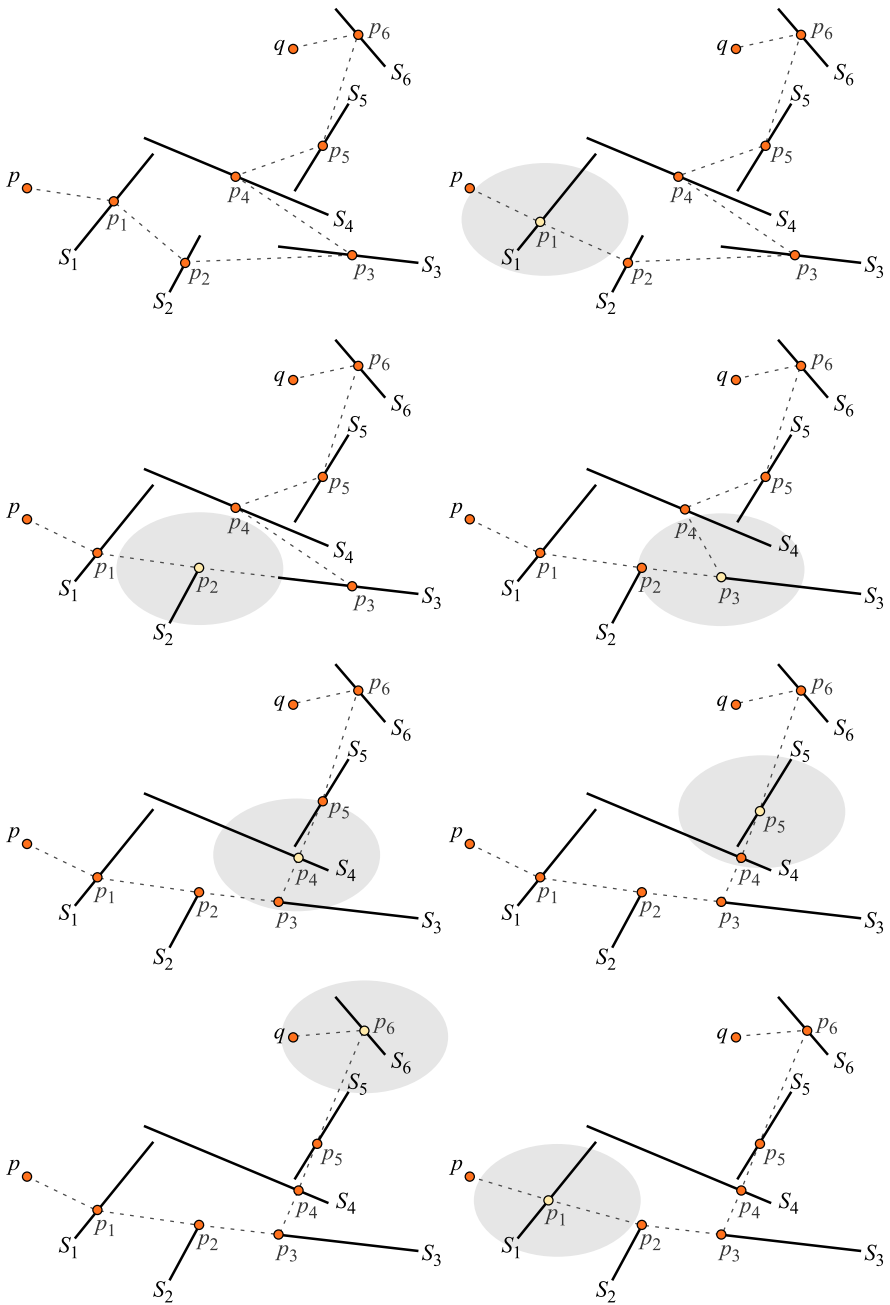 p₆
q
S₆
S₅
p₅
p
p₄
p₁
S₄
S₁
p₂
p₃
S₃
S₂
p₆
q
S₆
S₅
p₅
p
p₄
p₁
S₄
S₁
p₂
p₃
S₃
S₂
p₆
q
S₆
S₅
p₅
p
p₄
S₄
p₁
S₁
p₂
p₃
S₃
S₂
p₆
q
S₆
S₅
p₅
p
p₄
S₄
p₁
S₁
p₂
p₃
S₃
S₂
p₆
q
S₆
S₅
p₅
p
p₄
S₄
p₁
S₁
p₂
p₃
S₃
S₂
p₆
q
S₆
S₅
p₅
p
p₄
S₄
p₁
S₁
p₂
p₃
S₃
S₂
p₆
q
S₆
S₅
p₅
p
p₄
S₄
p₁
S₁
p₂
p₃
S₃
S₂
p₆
q
S₆
S₅
p₅
p
p₄
S₄
p₁
S₁
p₂
p₃
S₃
S₂